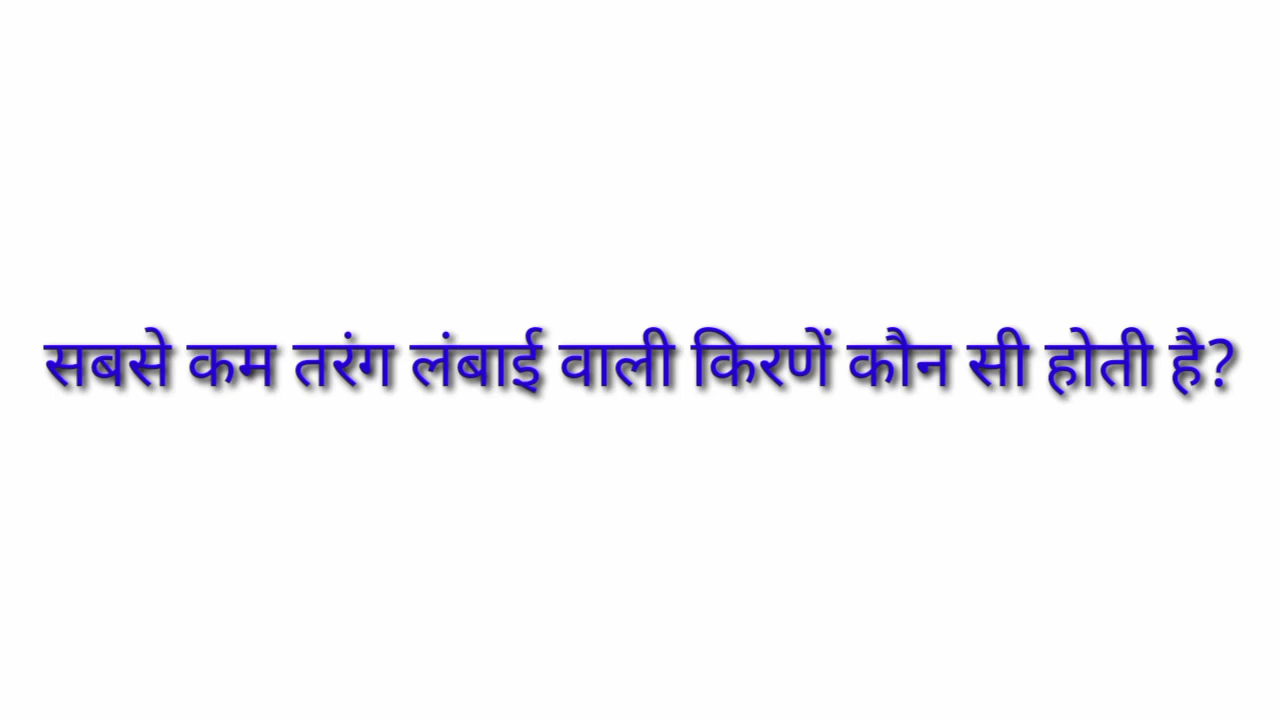 सबसे कम तरंग लंबाई वाली किरणें कौन सी होती है?